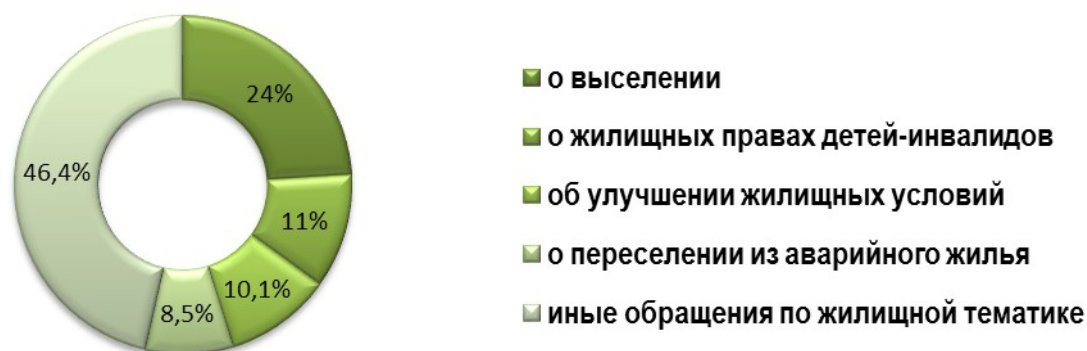 24%
11%
10,1%
8,5%
46,4%
о выселении
о жилищных правах детей-инвалидов
об улучшении жилищных условий
о переселении из аварийного жилья
иные обращения по жилищной тематике